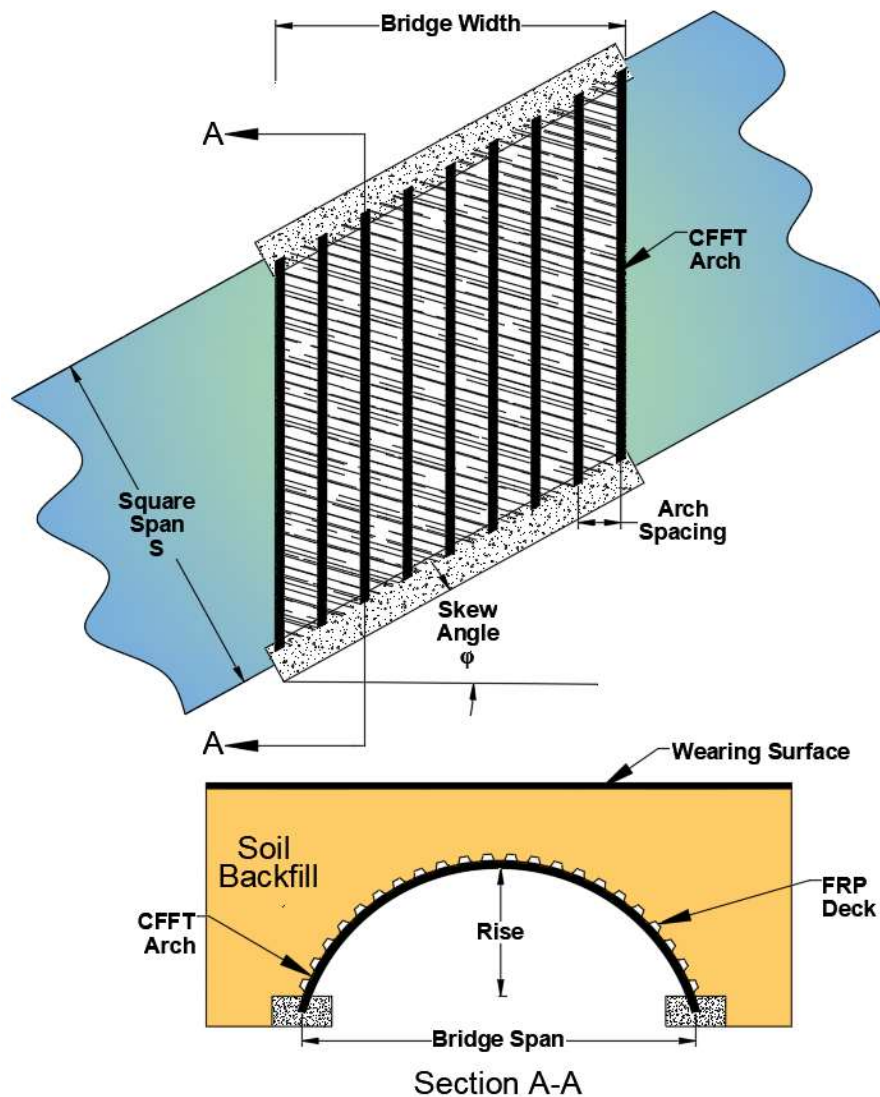 Bridge Width
A
CFFT
Arch
Square
Span
S
Arch
Spacing
Skew
Angle
φ
A
Wearing Surface
Soil
Backfill
FRP
Deck
CFFT
Arch
Rise
Bridge Span
Section A-A